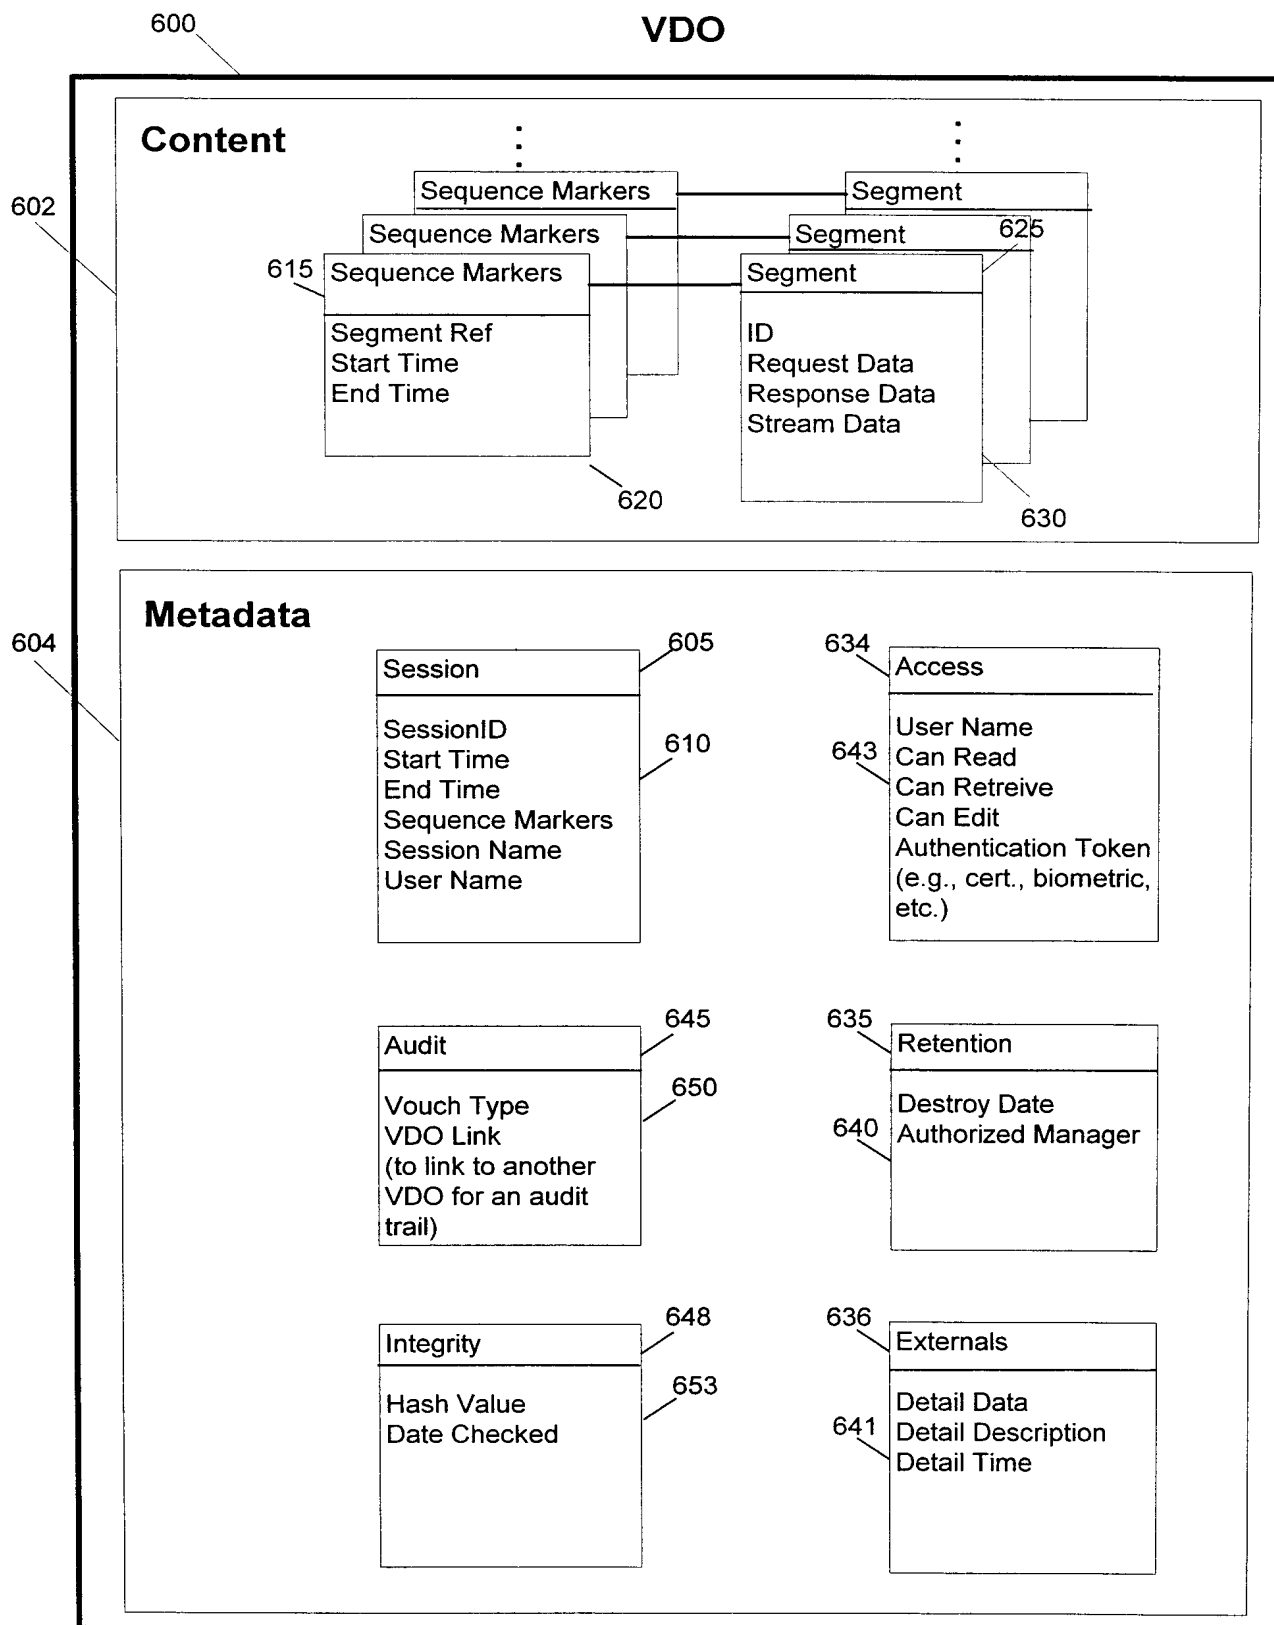 VDO
600
Content
602
Sequence Markers
Segment
Sequence Markers
Segment
625
615
Sequence Markers
Segment
Segment Ref
Start Time
End Time
ID
Request Data
Response Data
Stream Data
620
630
Metadata
604
605
Session
610
SessionID
Start Time
End Time
Sequence Markers
Session Name
User Name
634
Access
643
User Name
Can Read
Can Retreive
Can Edit
Authentication Token
(e.g., cert., biometric,
etc.)
645
Audit
650
Vouch Type
VDO Link
(to link to another
VDO for an audit
trail)
635
Retention
640
Destroy Date
Authorized Manager
648
Integrity
653
Hash Value
Date Checked
636
Externals
641
Detail Data
Detail Description
Detail Time